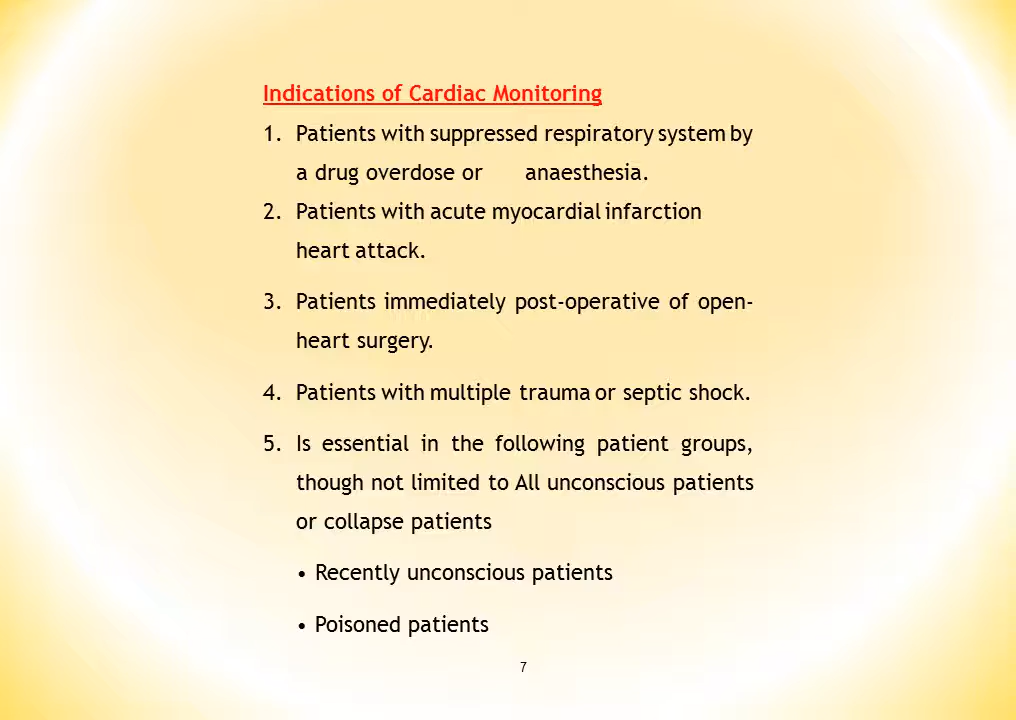 Indications of Cardiac Monitoring
1. Patients with suppressed respiratory system by
a drug overdose or anaesthesia.
2. Patients with acute myocardial infarction
heart attack.
3. Patients immediately post-operative of open-
heart surgery.
4. Patients with multiple trauma or septic shock.
5. Is essential in the following patient groups,
though not limited to All unconscious patients
or collapse patients
• Recently unconscious patients
• Poisoned patients
7